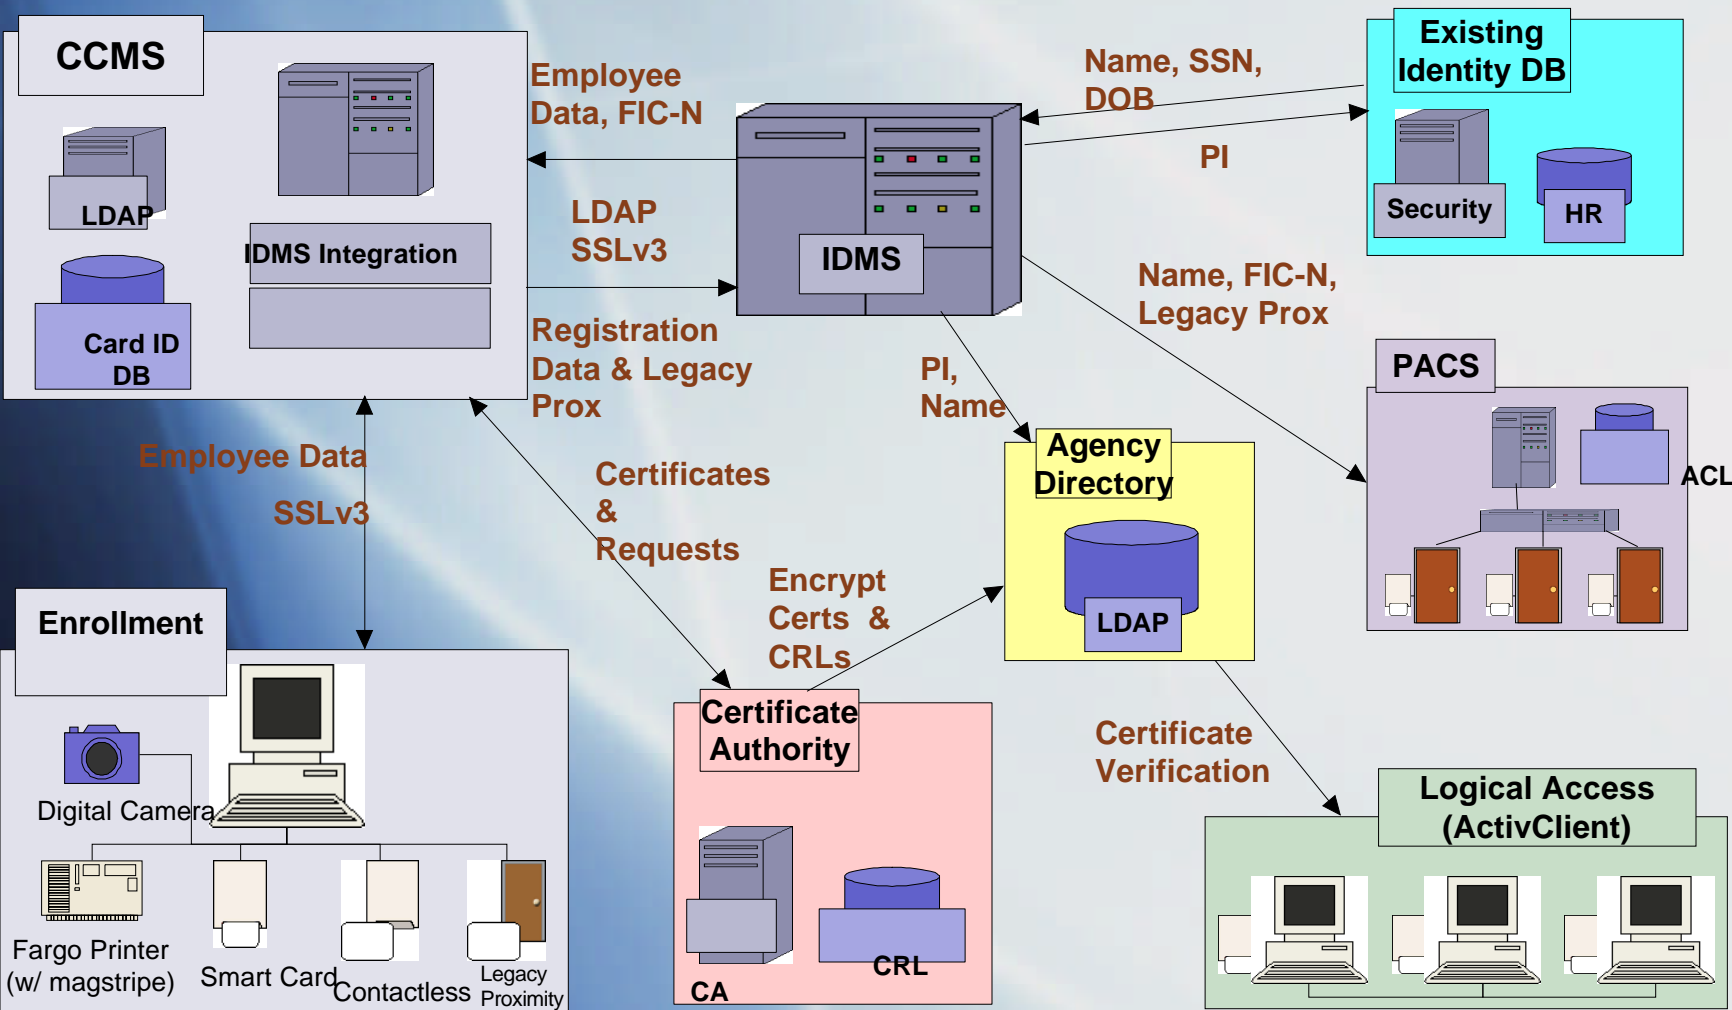 CCMS
LDAP
IDMS Integration
Card ID
DB
Employee
Data, FIC-N
LDAP
SSLv3
Registration
Data & Legacy
Prox
IDMS
Name, SSN,
DOB
PI
Existing
Identity DB
Security
HR
Name, FIC-N,
Legacy Prox
PI,
Name
PACS
ACL
Agency
Directory
LDAP
Employee Data
SSLv3
Certificates
&
Requests
Encrypt
Certs &
CRLs
Enrollment
Digital Camera
Fargo Printer
(w/ magstripe)
Smart Card
Contactless
Legacy
Proximity
Certificate
Authority
CA
CRL
Certificate
Verification
Logical Access
(ActivClient)